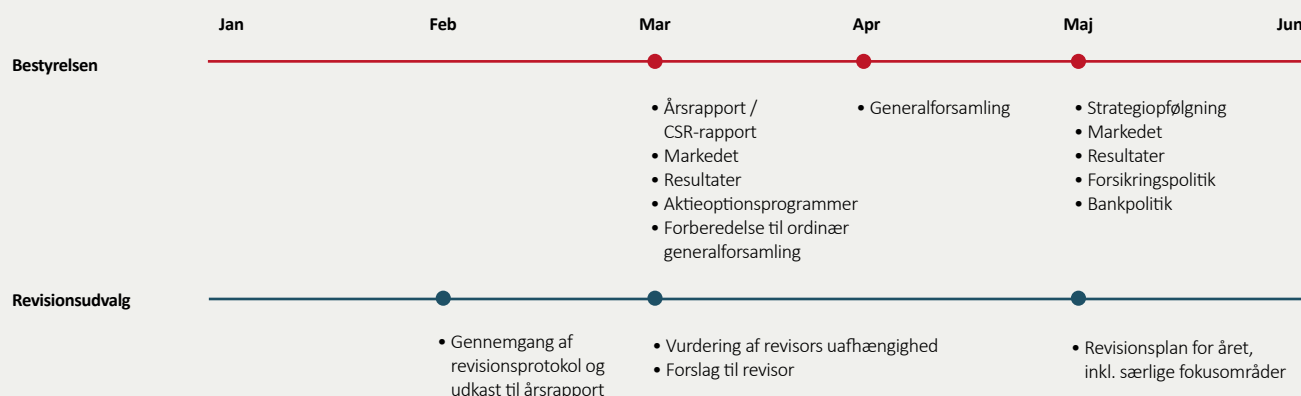 Jan Feb Mar Apr Maj Jun
Bestyrelsen
• Årsrapport /
CSR-rapport
• Markedet
• Resultater
• Aktieoptionsprogrammer
• Forberedelse til ordinær
generalforsamling
• Generalforsamling
• Strategiopfølgning
• Markedet
• Resultater
• Forsikringspolitik
• Bankpolitik
Revisionsudvalg
• Gennemgang af
revisionsprotokol og
udkast til årsrapport
• Vurdering af revisors uafhængighed
• Forslag til revisor
• Revisionsplan for året,
inkl. særlige fokusområder